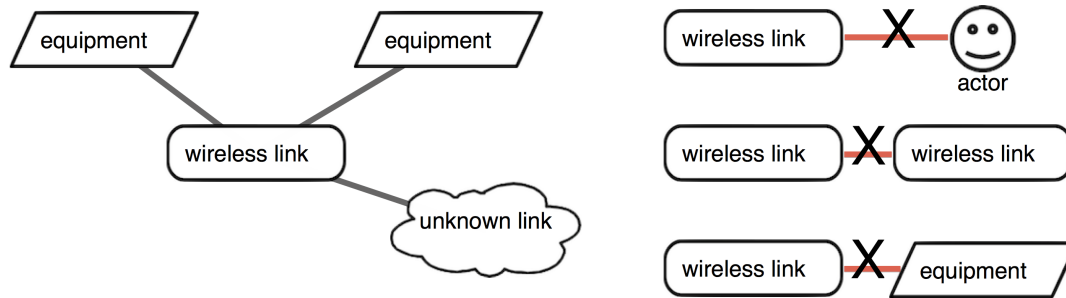 equipment
equipment
wireless link
unknown link
wireless link
X
actor
wireless link
X
wireless link
wireless link
X
equipment